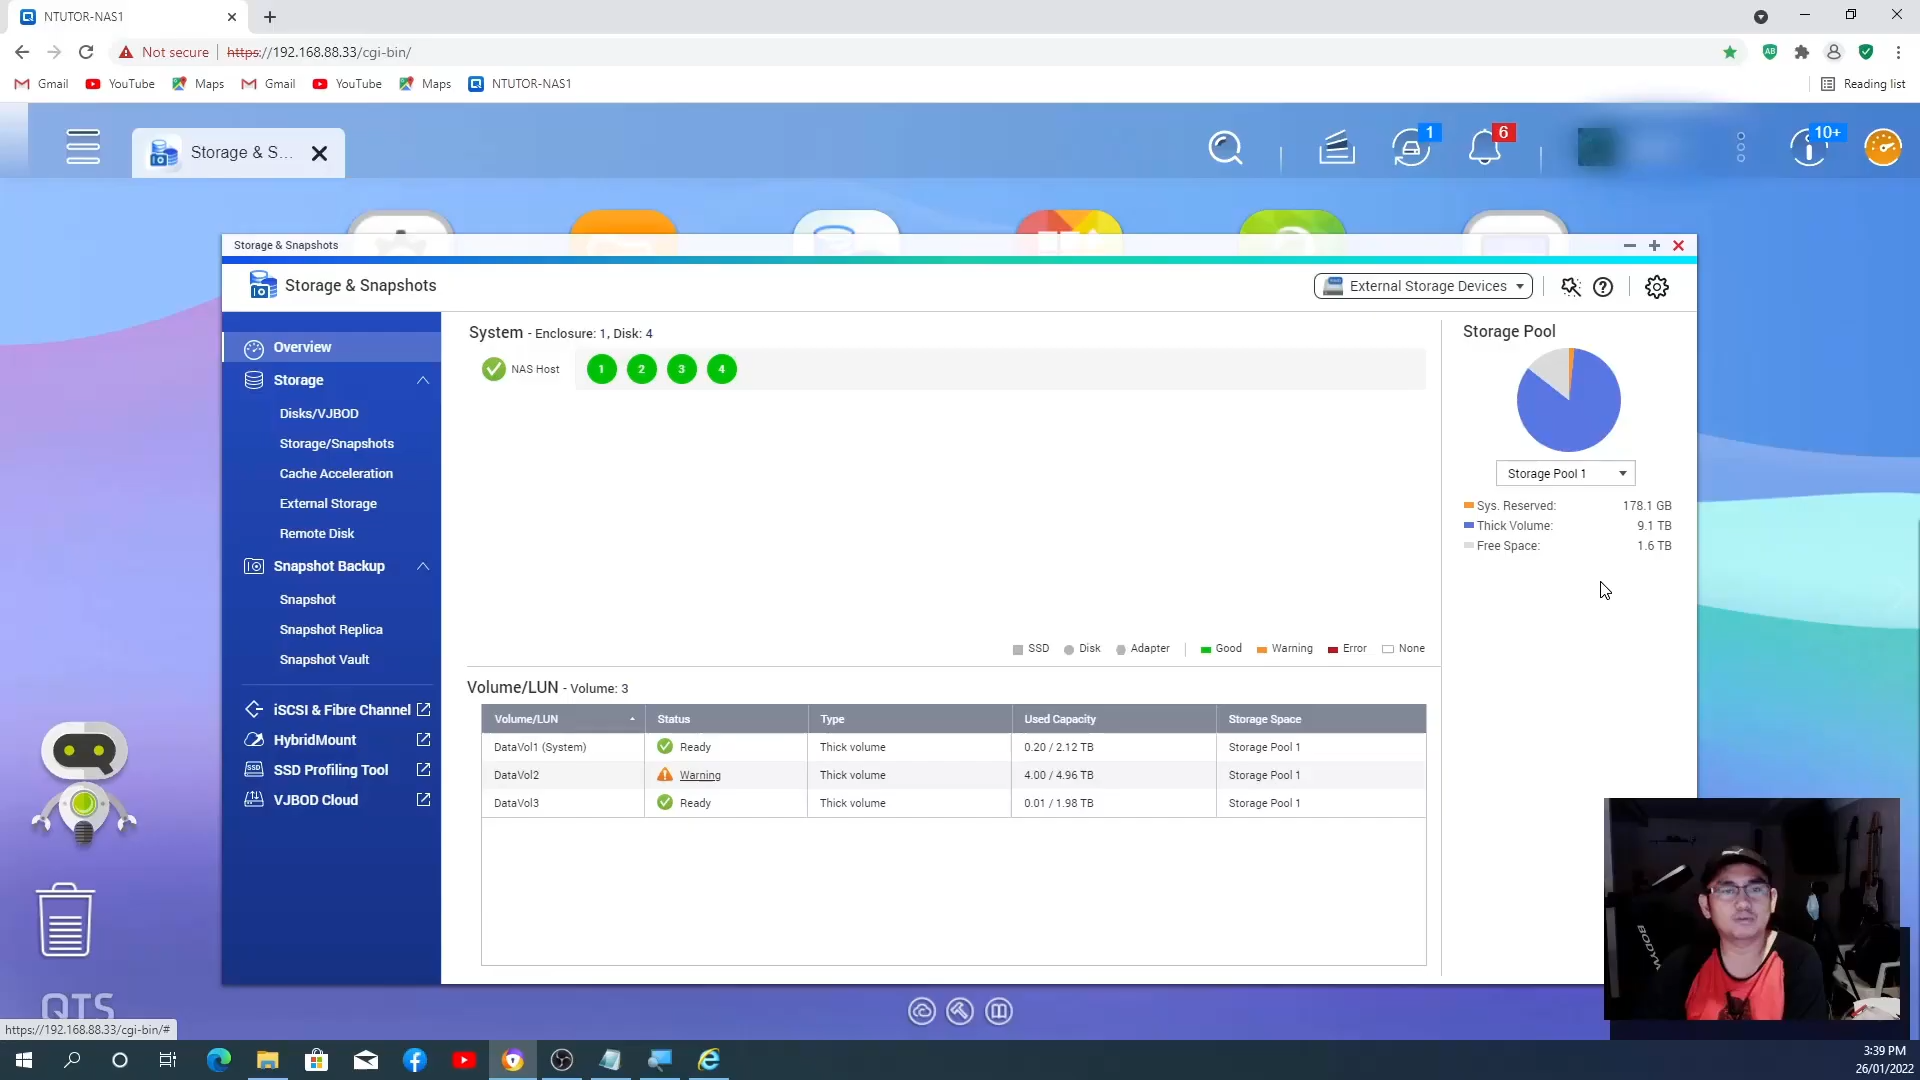 NTUTOR-NAS1
Not secure
https://192.168.88.33/cgi-bin/
AB
Gmail
YouTube
Maps
Gmail
YouTube
Maps
NTUTOR-NAS1
Reading list
Storage & S...
1
6
10+
Storage & Snapshots
Storage & Snapshots
External Storage Devices
Overview
Storage
Disks/VJBOD
Storage/Snapshots
Cache Acceleration
External Storage
Remote Disk
Snapshot Backup
Snapshot
Snapshot Replica
Snapshot Vault
iSCSI & Fibre Channel
HybridMount
SSD
SSD Profiling Tool
VJBOD Cloud
System - Enclosure: 1, Disk: 4
NAS Host
1
2
3
4
SSD
Disk
Adapter
Good
Warning
Error
None
Volume/LUN - Volume: 3
Volume/LUN
Status
Type
Used Capacity
Storage Space
DataVol1 (System)
Ready
Thick volume
0.20 / 2.12 TB
Storage Pool 1
DataVol2
Warning
Thick volume
4.00 / 4.96 TB
Storage Pool 1
DataVol3
Ready
Thick volume
0.01 / 1.98 TB
Storage Pool 1
Storage Pool
Storage Pool 1
Sys. Reserved: 178.1 GB
Thick Volume: 9.1 TB
Free Space: 1.6 TB
QTS
https://192.168.88.33/cgi-bin/#
3:39 PM
26/01/2022